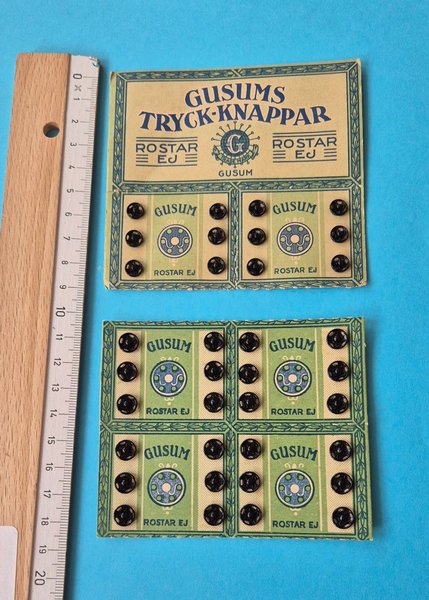 GUSUMS
TRYCK-KNAPPAR
ROSTAR
EJ
G
ROSTAR
EJ
GUSUM
GUSUM
ROSTAR EJ
GUSUM
ROSTAR EJ
GUSUM
ROSTAR EJ
GUSUM
ROSTAR EJ
GUSUM
ROSTAR EJ
GUSUM
ROSTAR EJ
0
1
2
3
4
5
6
7
8
9
10
11
12
13
14
15
16
17
18
19
20